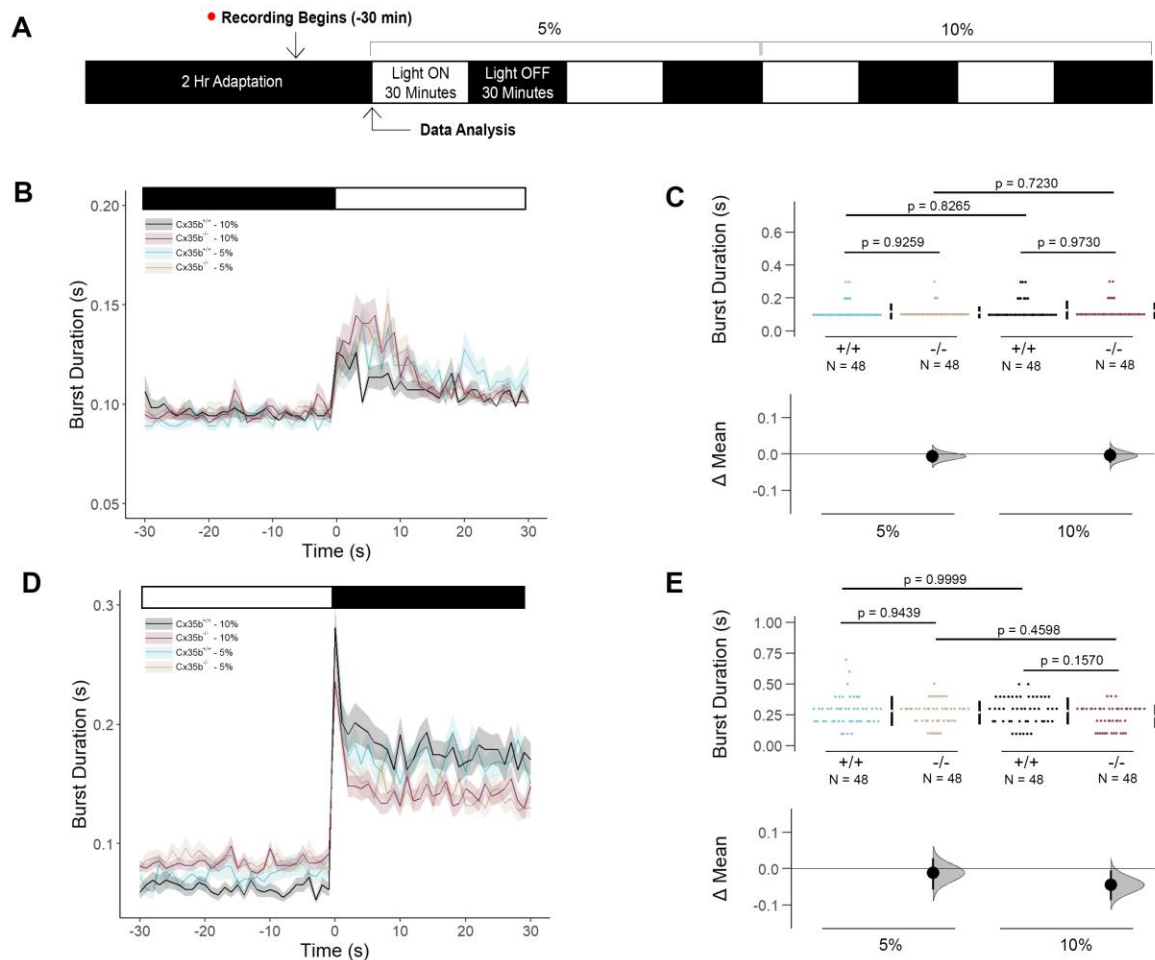 A
Recording Begins (-30 min)
5%
10%
2 Hr Adaptation
Light ON
30 Minutes
Light OFF
30 Minutes
Data Analysis
B
Burst Duration (s)
0.20
0.15
0.10
0.05
Cx35b+/+ - 10%
Cx35b-/- - 10%
Cx35b+/+ - 5%
Cx35b-/- - 5%
-30 -20 -10 0 10 20 30
Time (s)
C
Burst Duration (s)
0.6
0.4
0.2
0.0
p = 0.7230
p = 0.8265
p = 0.9259
p = 0.9730
+/+ -/- +/+ -/-
N = 48 N = 48 N = 48 N = 48
Δ Mean
0.1
0.0
-0.1
5% 10%
D
Burst Duration (s)
0.3
0.2
0.1
Cx35b+/+ - 10%
Cx35b-/- - 10%
Cx35b+/+ - 5%
Cx35b-/- - 5%
-30 -20 -10 0 10 20 30
Time (s)
E
Burst Duration (s)
1.00
0.75
0.50
0.25
0.00
p = 0.9999
p = 0.9439
p = 0.4598
p = 0.1570
+/+ -/- +/+ -/-
N = 48 N = 48 N = 48 N = 48
Δ Mean
0.1
0.0
-0.1
5% 10%